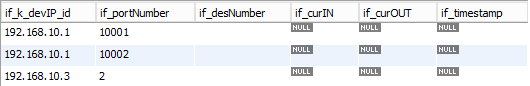 if_k_devIP_id if_portNumber if_desNumber if_curIN if_curOUT if_timestamp
192.168.10.1 10001 NULL NULL NULL
192.168.10.1 10002 NULL NULL NULL
192.168.10.3 2 NULL NULL NULL